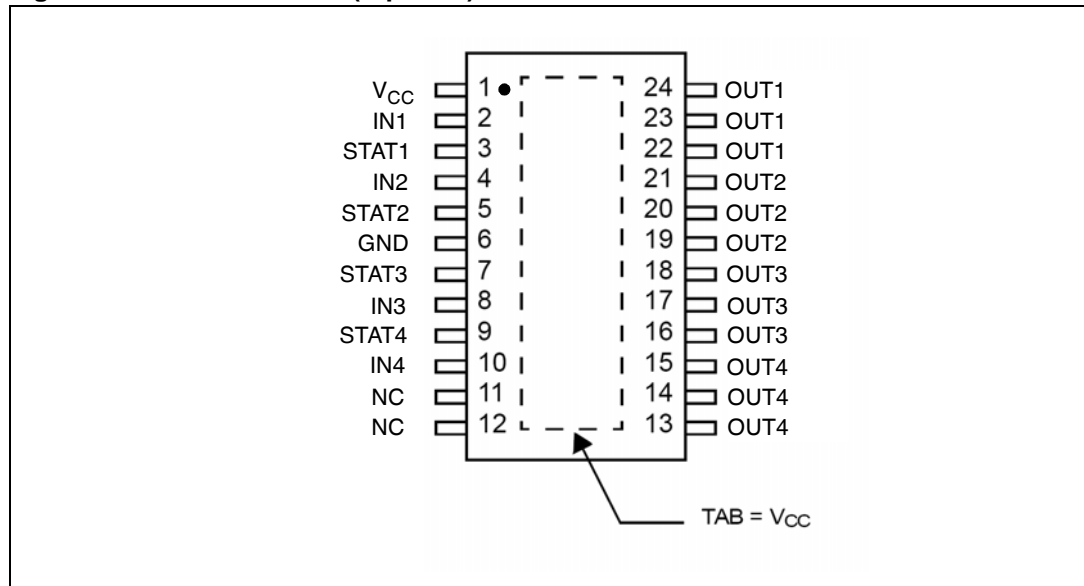 V_CC 1 24 OUT1
IN1 2 23 OUT1
STAT1 3 22 OUT1
IN2 4 21 OUT2
STAT2 5 20 OUT2
GND 6 19 OUT2
STAT3 7 18 OUT3
IN3 8 17 OUT3
STAT4 9 16 OUT3
IN4 10 15 OUT4
NC 11 14 OUT4
NC 12 13 OUT4
TAB = V_CC